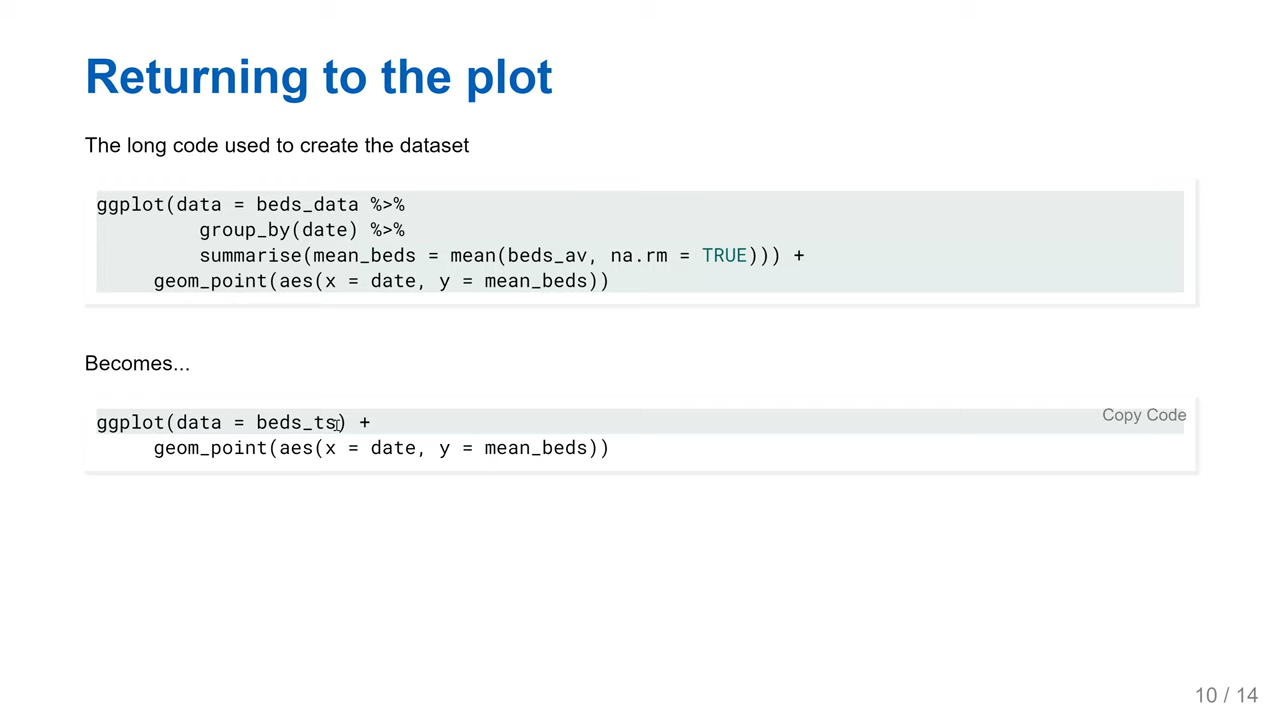 Returning to the plot
The long code used to create the dataset
ggplot(data = beds_data %>%
         group_by(date) %>%
         summarise(mean_beds = mean(beds_av, na.rm = TRUE))) +
     geom_point(aes(x = date, y = mean_beds))
Becomes...
Copy Code
ggplot(data = beds_ts) +
     geom_point(aes(x = date, y = mean_beds))
10 / 14